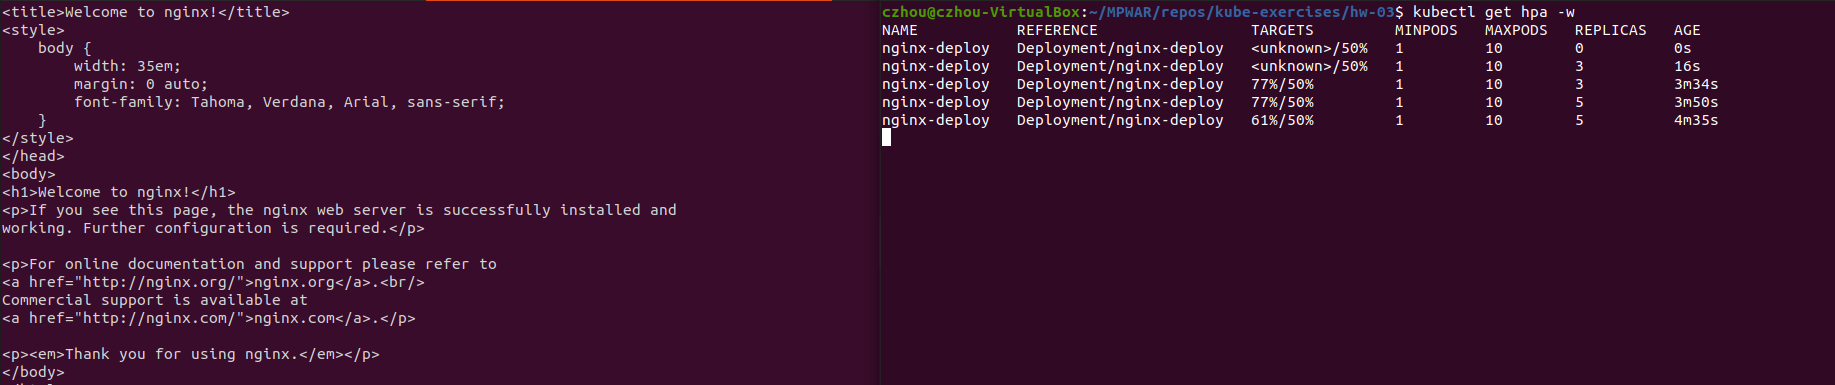 <title>Welcome to nginx!</title>
<style>
    body {
        width: 35em;
        margin: 0 auto;
        font-family: Tahoma, Verdana, Arial, sans-serif;
    }
</style>
</head>
<body>
<h1>Welcome to nginx!</h1>
<p>If you see this page, the nginx web server is successfully installed and
working. Further configuration is required.</p>

<p>For online documentation and support please refer to
<a href="http://nginx.org/">nginx.org</a>.<br/>
Commercial support is available at
<a href="http://nginx.com/">nginx.com</a>.</p>

<p><em>Thank you for using nginx.</em></p>
</body>
czhou@czhou-VirtualBox:~/MPWAR/repos/kube-exercises/hw-03$ kubectl get hpa -w
NAME           REFERENCE                 TARGETS         MINPODS   MAXPODS   REPLICAS   AGE
nginx-deploy   Deployment/nginx-deploy   <unknown>/50%   1         10        0          0s
nginx-deploy   Deployment/nginx-deploy   <unknown>/50%   1         10        3          16s
nginx-deploy   Deployment/nginx-deploy   77%/50%         1         10        3          3m34s
nginx-deploy   Deployment/nginx-deploy   77%/50%         1         10        5          3m50s
nginx-deploy   Deployment/nginx-deploy   61%/50%         1         10        5          4m35s